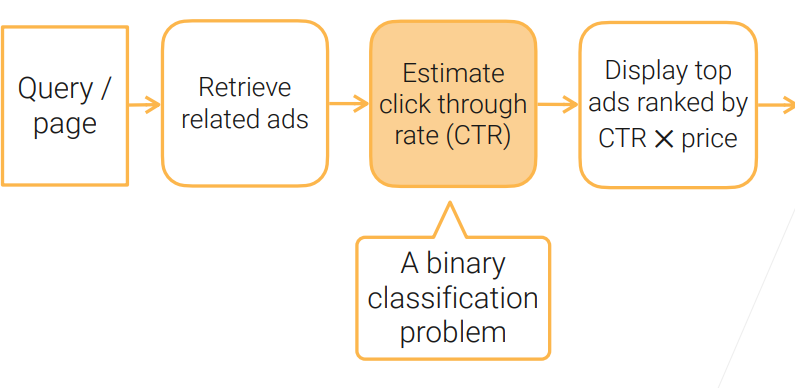 Query /
page
Retrieve
related ads
Estimate
click through
rate (CTR)
Display top
ads ranked by
CTR × price
A binary
classification
problem